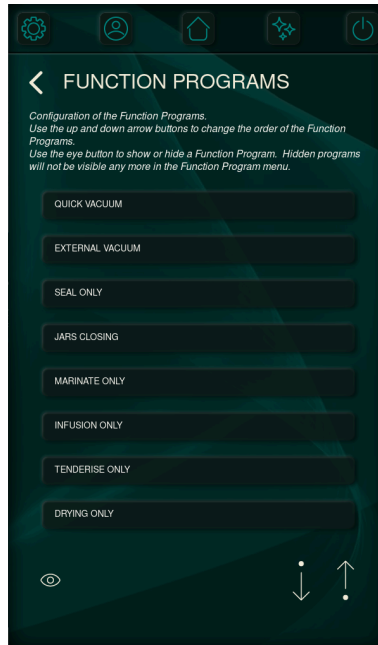 FUNCTION PROGRAMS
Configuration of the Function Programs.
Use the up and down arrow buttons to change the order of the Function
Programs.
Use the eye button to show or hide a Function Program. Hidden programs
will not be visible any more in the Function Program menu.
QUICK VACUUM
EXTERNAL VACUUM
SEAL ONLY
JARS CLOSING
MARINATE ONLY
INFUSION ONLY
TENDERISE ONLY
DRYING ONLY